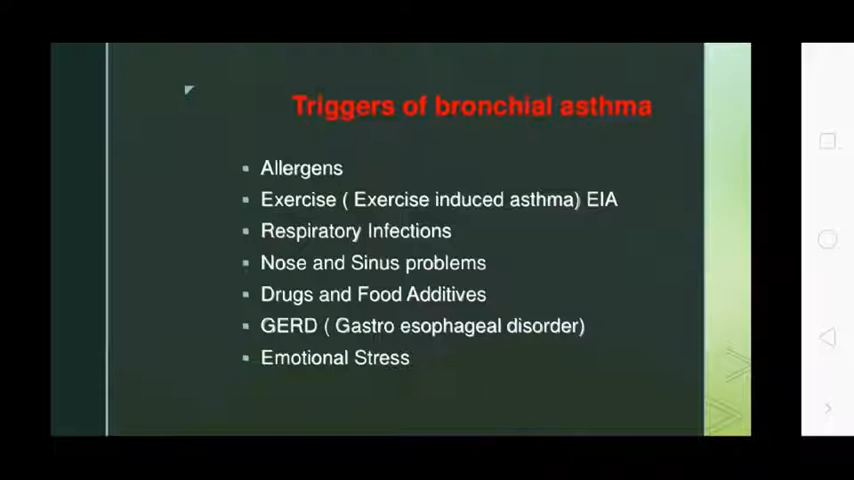 Triggers of bronchial asthma
Allergens
Exercise ( Exercise induced asthma) EIA
Respiratory Infections
Nose and Sinus problems
Drugs and Food Additives
GERD ( Gastro esophageal disorder)
Emotional Stress